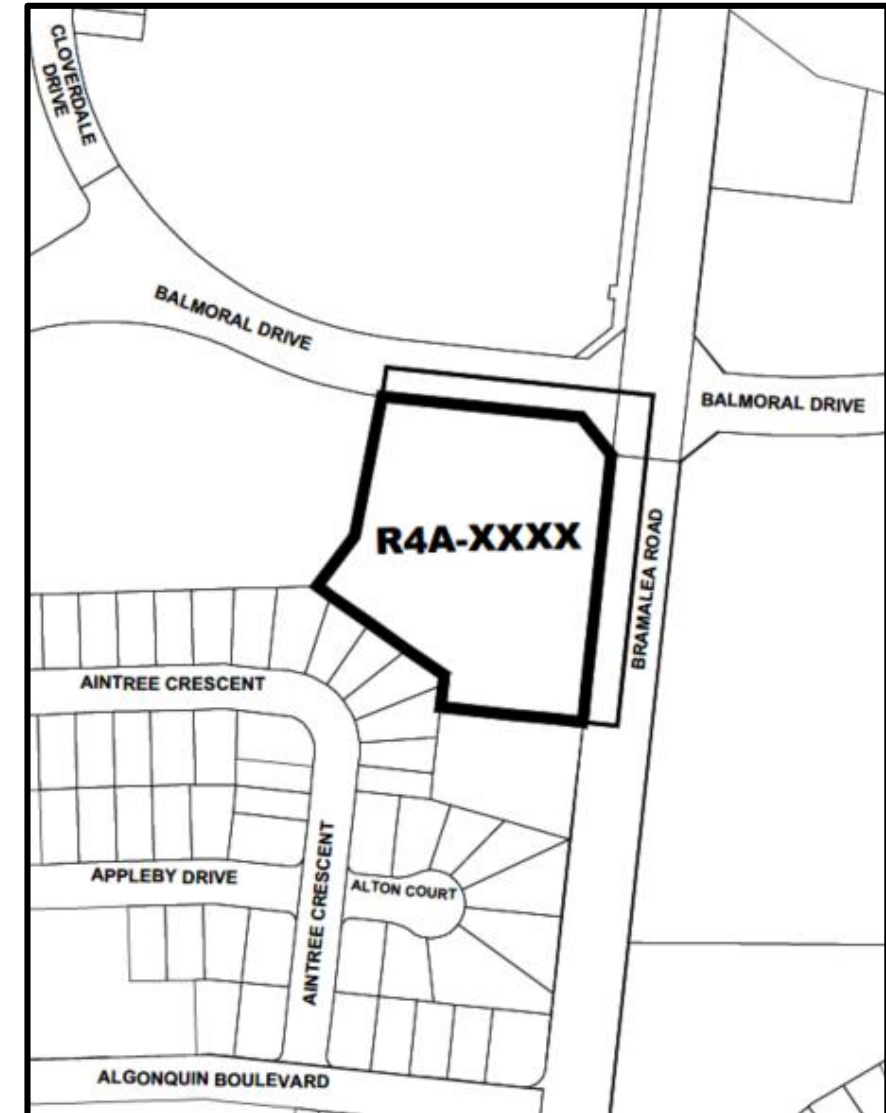 CLOVERDALE
DRIVE
BALMORAL DRIVE
BALMORAL DRIVE
R4A-XXXX
BRAMALEA ROAD
AINTREE CRESCENT
APPLEBY DRIVE
ALTON COURT
AINTREE CRESCENT
ALGONQUIN BOULEVARD